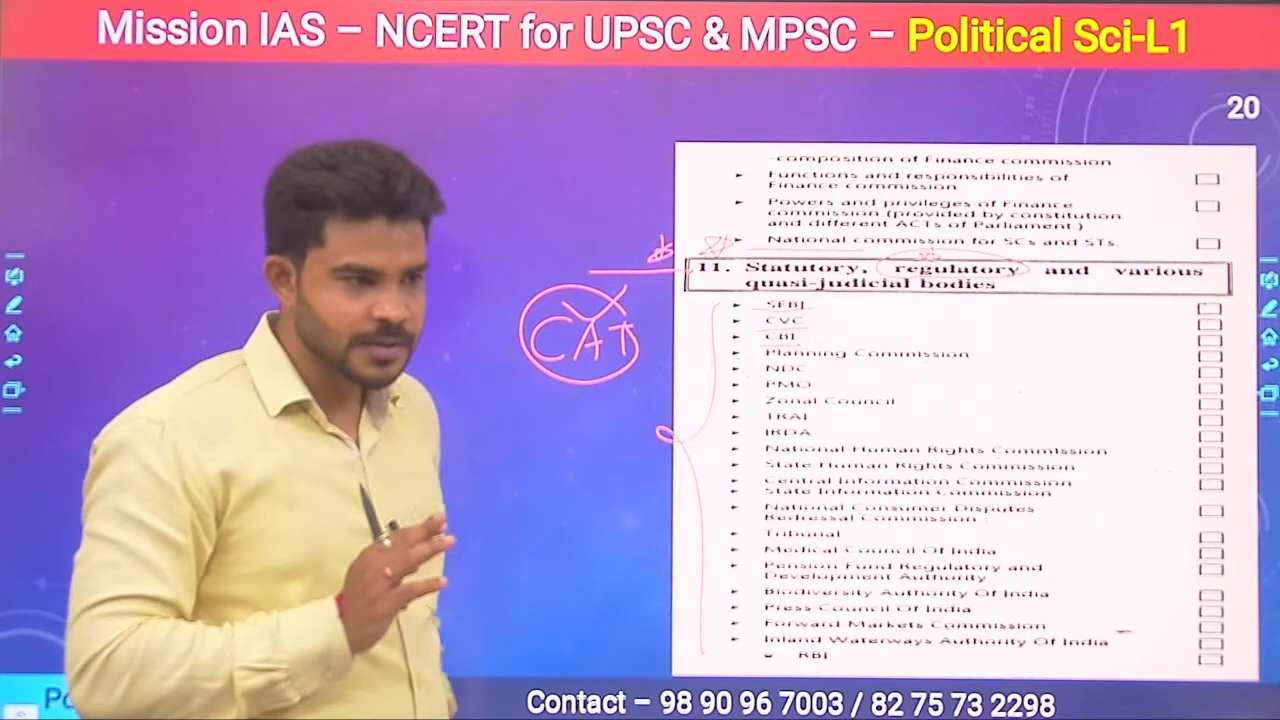 Mission IAS – NCERT for UPSC & MPSC – Political Sci-L1
20
-composition of Finance commission
Functions and responsibilities of
Finance commission
Powers and privileges of Finance
commission (provided by constitution
and different ACTs of Parliament.)
National commission for SCs and STs.
11. Statutory, regulatory and various
quasi-judicial bodies
CAT
SEBI
CVC
CBI
Planning Commission
NDC
PMO
Zonal Council
TRAI
IRDA
National Human Rights Commission
State Human Rights Commission
Central Information Commission
State Information Commission
National Consumer Disputes
Redressal Commission
Tribunal
Medical Council Of India
Pension Fund Regulatory and
Development Authority
Biodiversity Authority Of India
Press Council Of India
Forward Markets Commission
Inland Waterways Authority Of India
RBI
Contact – 98 90 96 7003 / 82 75 73 2298